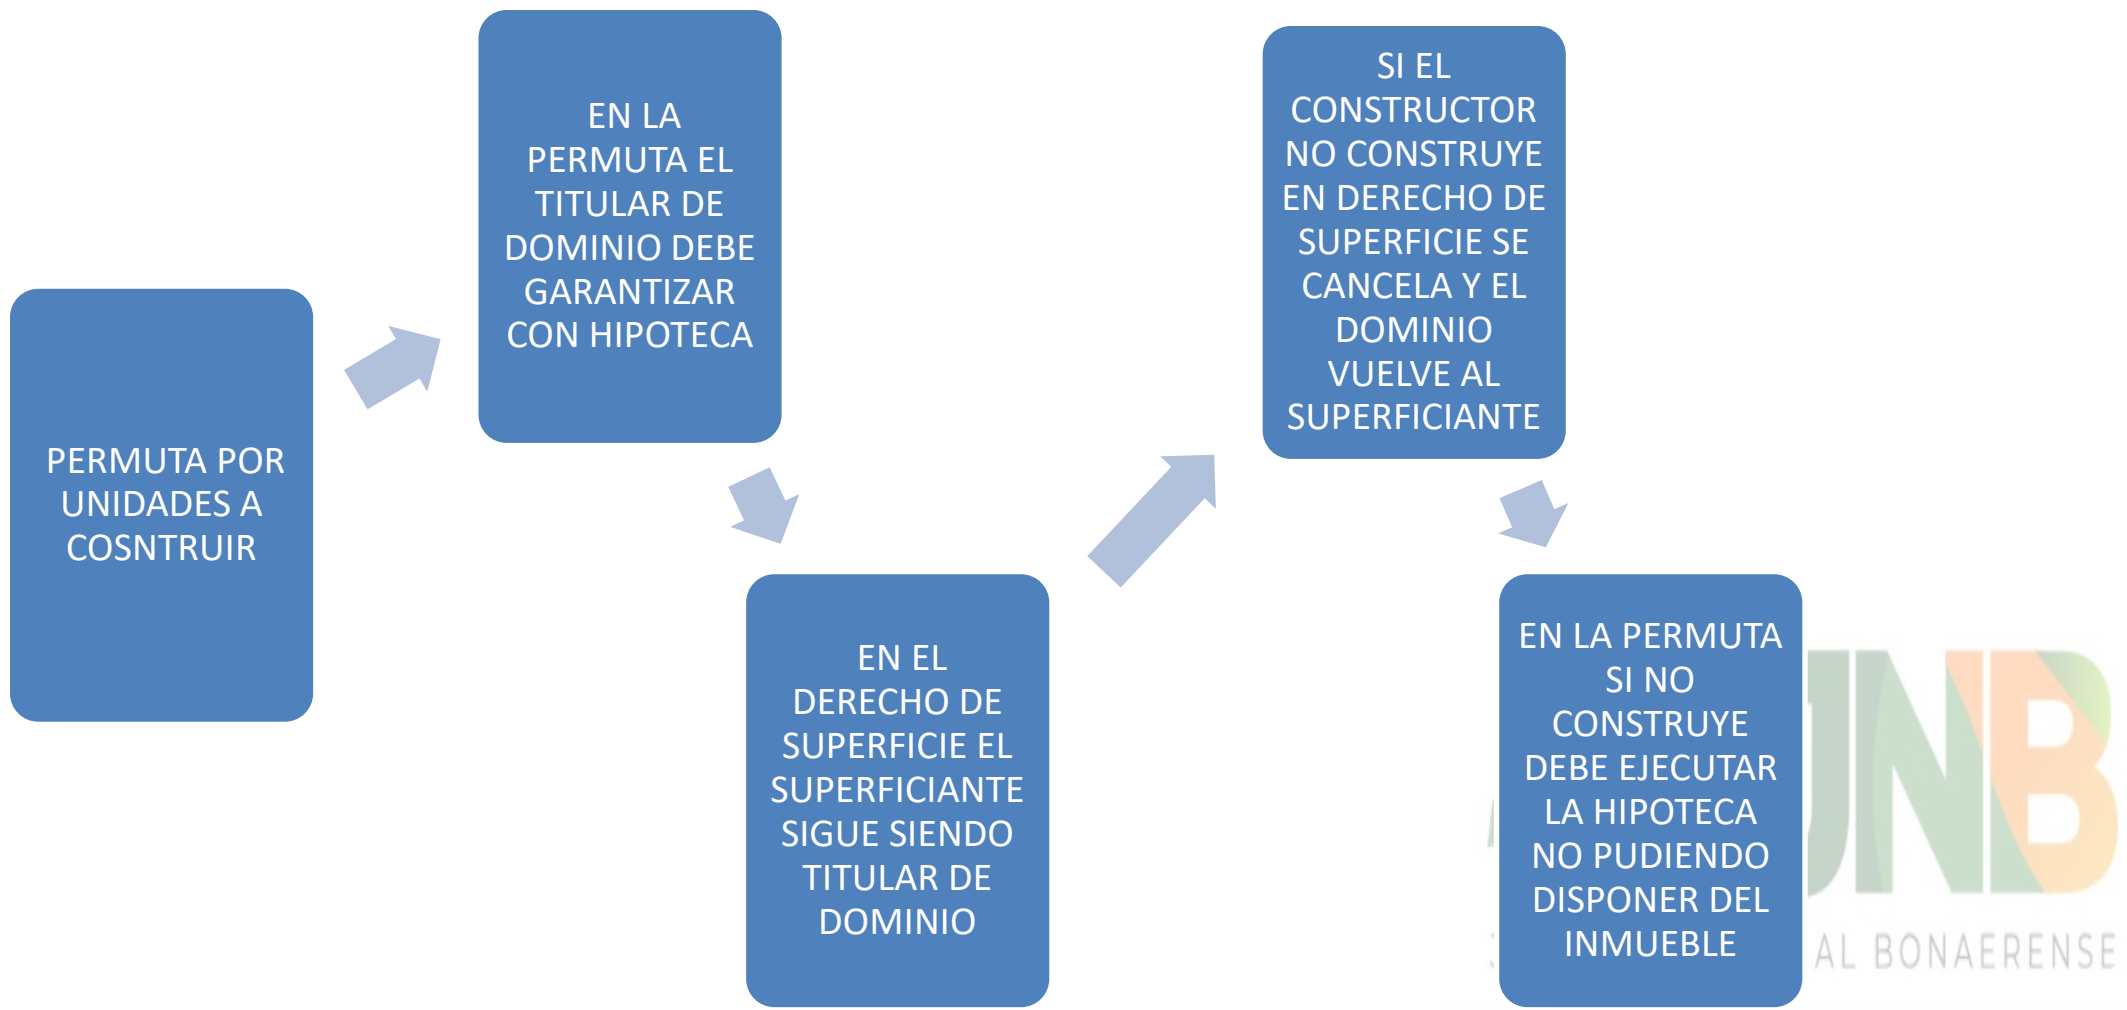 PERMUTA POR
UNIDADES A
COSNTRUIR
EN LA
PERMUTA EL
TITULAR DE
DOMINIO DEBE
GARANTIZAR
CON HIPOTECA
EN EL
DERECHO DE
SUPERFICIE EL
SUPERFICIANTE
SIGUE SIENDO
TITULAR DE
DOMINIO
SI EL
CONSTRUCTOR
NO CONSTRUYE
EN DERECHO DE
SUPERFICIE SE
CANCELA Y EL
DOMINIO
VUELVE AL
SUPERFICIANTE
EN LA PERMUTA
SI NO
CONSTRUYE
DEBE EJECUTAR
LA HIPOTECA
NO PUDIENDO
DISPONER DEL
INMUEBLE
NB
AL BONAERENSE